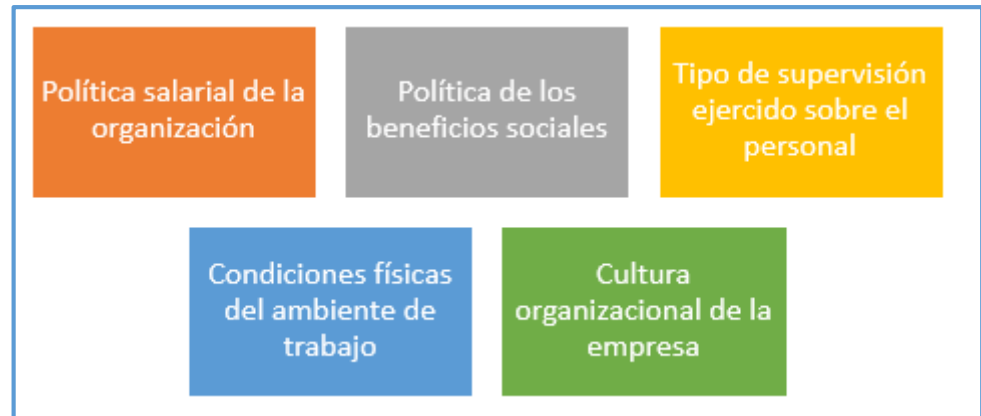 Política salarial de la
organización
Política de los
beneficios sociales
Tipo de supervisión
ejercido sobre el
personal
Condiciones físicas
del ambiente de
trabajo
Cultura
organizacional de la
empresa